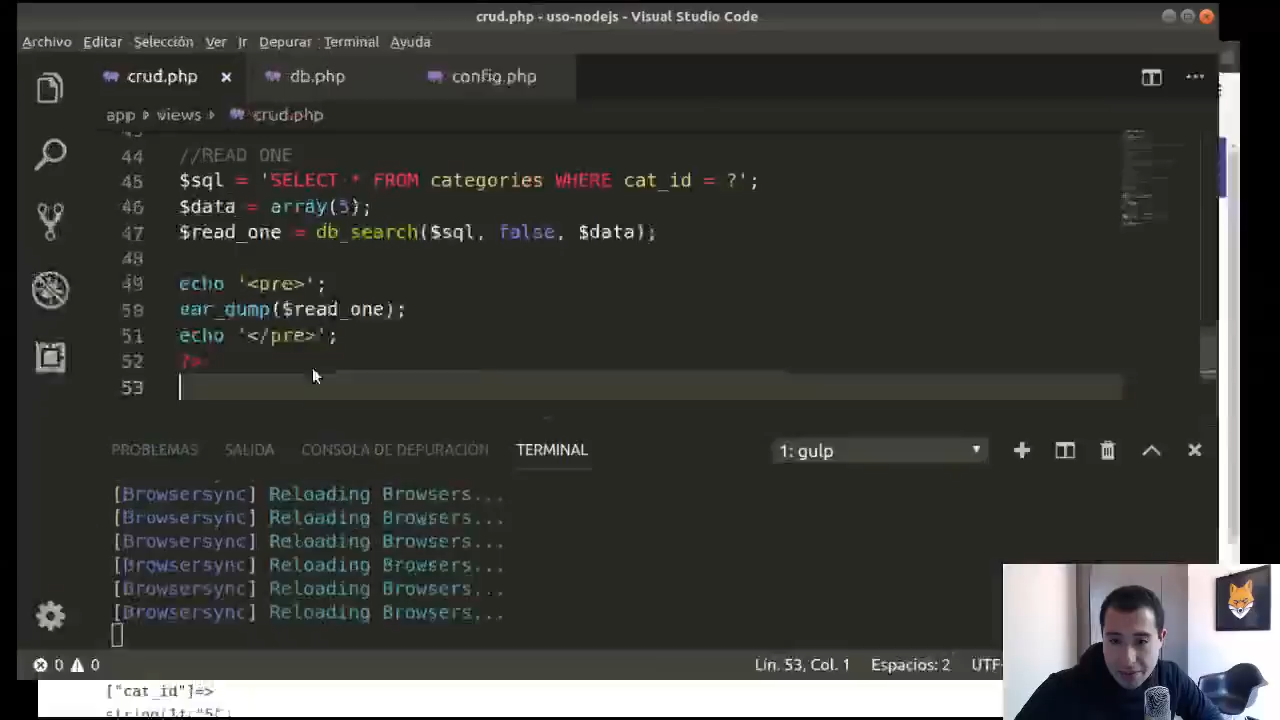 crud.php - uso-nodejs - Visual Studio Code
Archivo Editar Selección Ver Ir Depurar Terminal Ayuda
crud.php db.php config.php
app views crud.php
44 //READ ONE
45 $sql = 'SELECT * FROM categories WHERE cat_id = ?';
46 $data = array(5);
47 $read_one = db_search($sql, false, $data);
48
49 echo '<pre>';
50 var_dump($read_one);
51 echo '</pre>';
52 ?>
53
PROBLEMAS SALIDA CONSOLA DE DEPURACIÓN TERMINAL 1: gulp
[Browsersync] Reloading Browsers...
[Browsersync] Reloading Browsers...
[Browsersync] Reloading Browsers...
[Browsersync] Reloading Browsers...
[Browsersync] Reloading Browsers...
[Browsersync] Reloading Browsers...
0 0 Lín. 53, Col. 1 Espacios: 2 UTF-
["cat_id"]=>